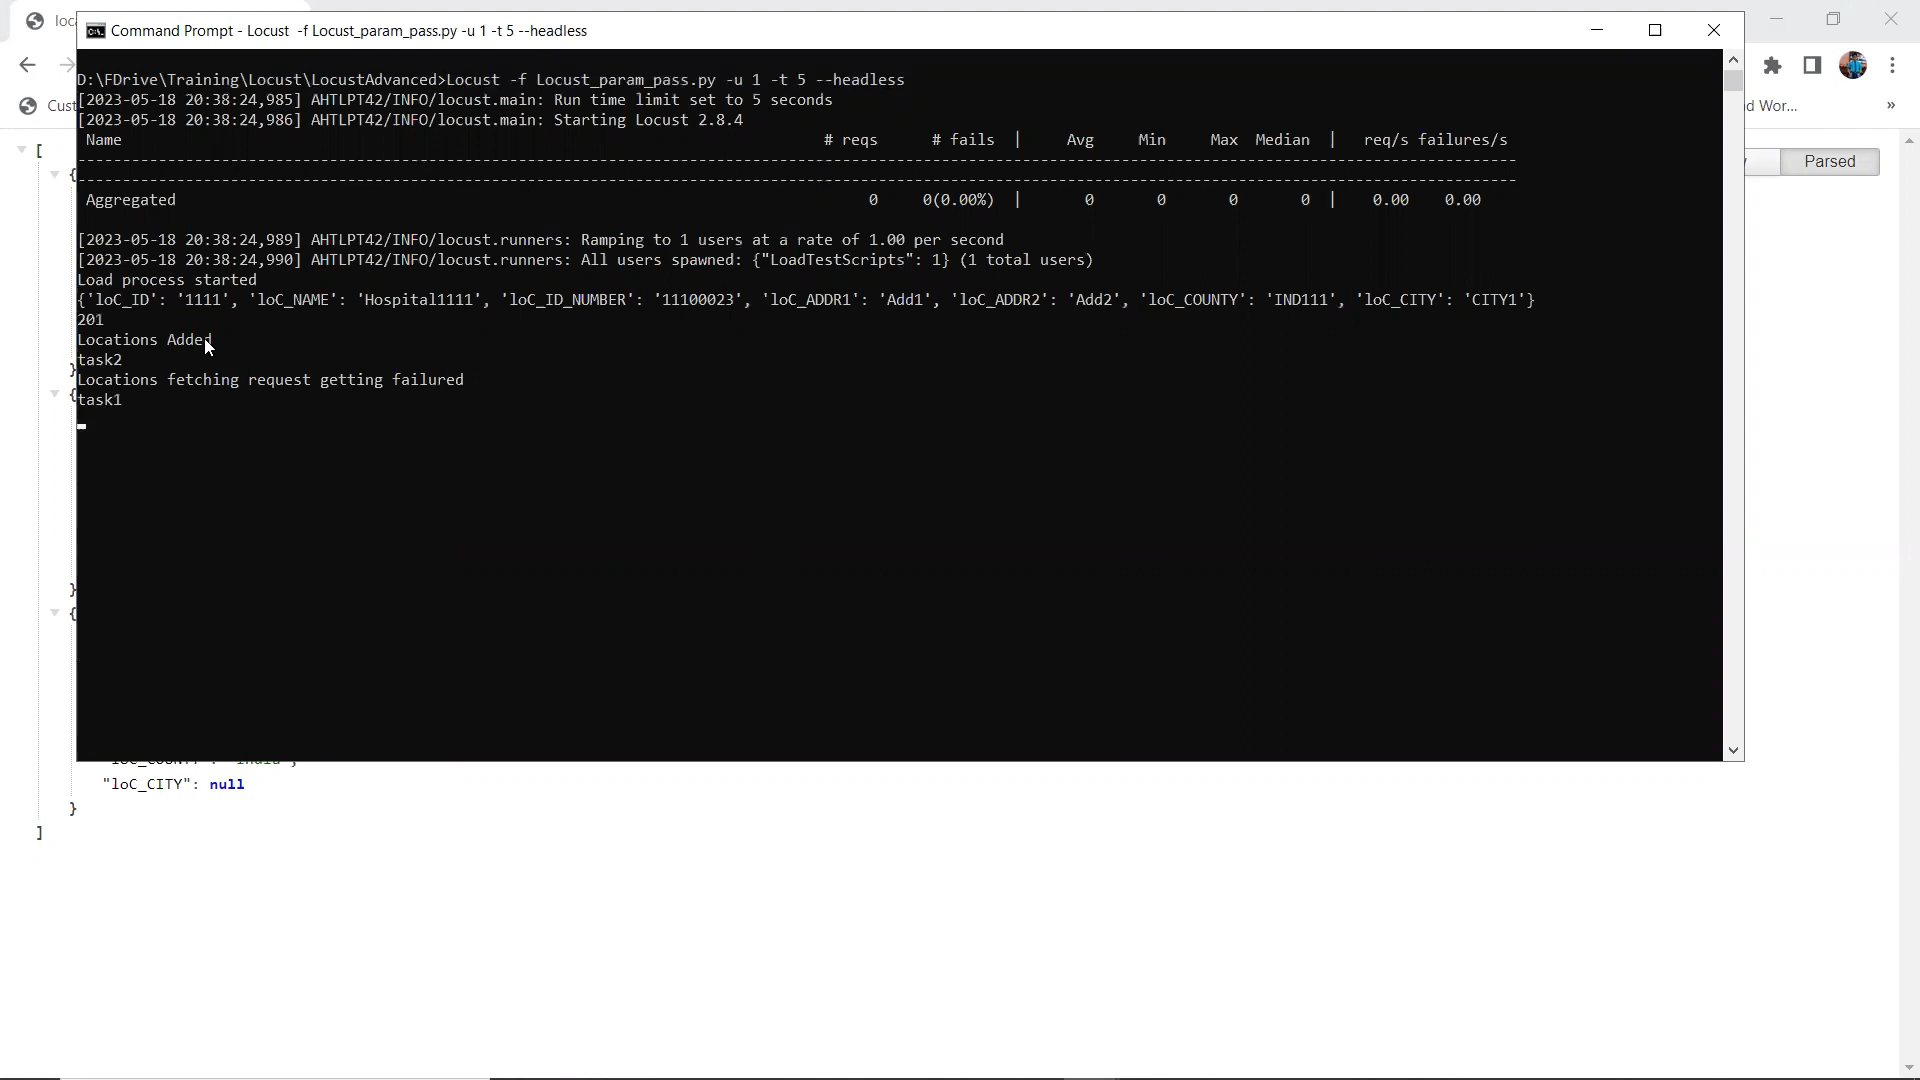 loc
Command Prompt - Locust  -f Locust_param_pass.py -u 1 -t 5 --headless
D:\FDrive\Training\Locust\LocustAdvanced>Locust -f Locust_param_pass.py -u 1 -t 5 --headless
[2023-05-18 20:38:24,985] AHTLPT42/INFO/locust.main: Run time limit set to 5 seconds
Cust
d Wor...
»
[2023-05-18 20:38:24,986] AHTLPT42/INFO/locust.main: Starting Locust 2.8.4
Name # reqs # fails | Avg Min Max Median | req/s failures/s
[
Parsed
{
Aggregated 0 0(0.00%) | 0 0 0 0 | 0.00 0.00
[2023-05-18 20:38:24,989] AHTLPT42/INFO/locust.runners: Ramping to 1 users at a rate of 1.00 per second
[2023-05-18 20:38:24,990] AHTLPT42/INFO/locust.runners: All users spawned: {"LoadTestScripts": 1} (1 total users)
Load process started
{'loC_ID': '1111', 'loC_NAME': 'Hospital1111', 'loC_ID_NUMBER': '11100023', 'loC_ADDR1': 'Add1', 'loC_ADDR2': 'Add2', 'loC_COUNTY': 'IND111', 'loC_CITY': 'CITY1'}
201
Locations Added
task2
}
Locations fetching request getting failured
{
task1
}
{
"loC_CITY": null
}
]